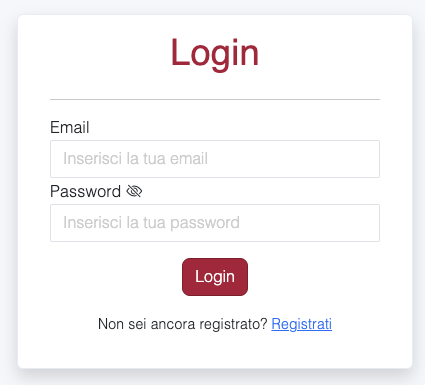 Login
Email
Inserisci la tua email
Password
Inserisci la tua password
Login
Non sei ancora registrato? Registrati